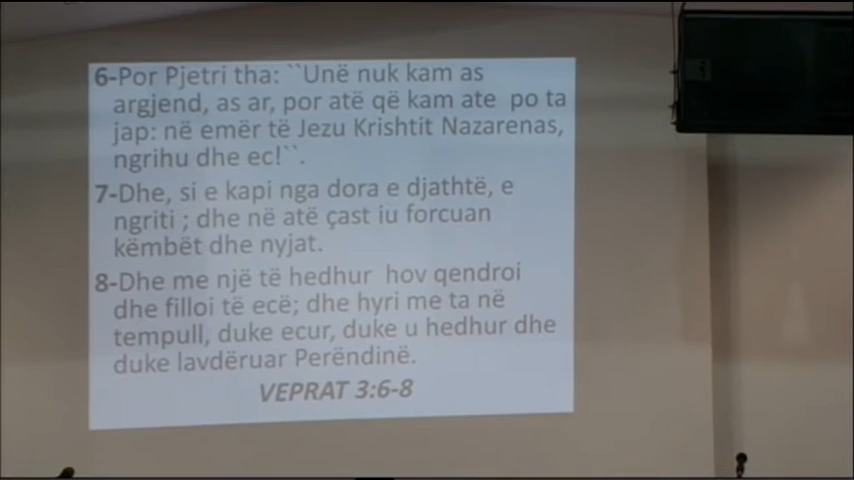 6-Por Pjetri tha: ``Unë nuk kam as
argjend, as ar, por atë që kam ate po ta
jap: në emër të Jezu Krishtit Nazarenas,
ngrihu dhe ec!``.
7-Dhe, si e kapi nga dora e djathtë, e
ngriti ; dhe në atë çast iu forcuan
këmbët dhe nyjat.
8-Dhe me një të hedhur hov qendroi
dhe filloi të ecë; dhe hyri me ta në
tempull, duke ecur, duke u hedhur dhe
duke lavdëruar Perëndinë.
VEPRAT 3:6-8